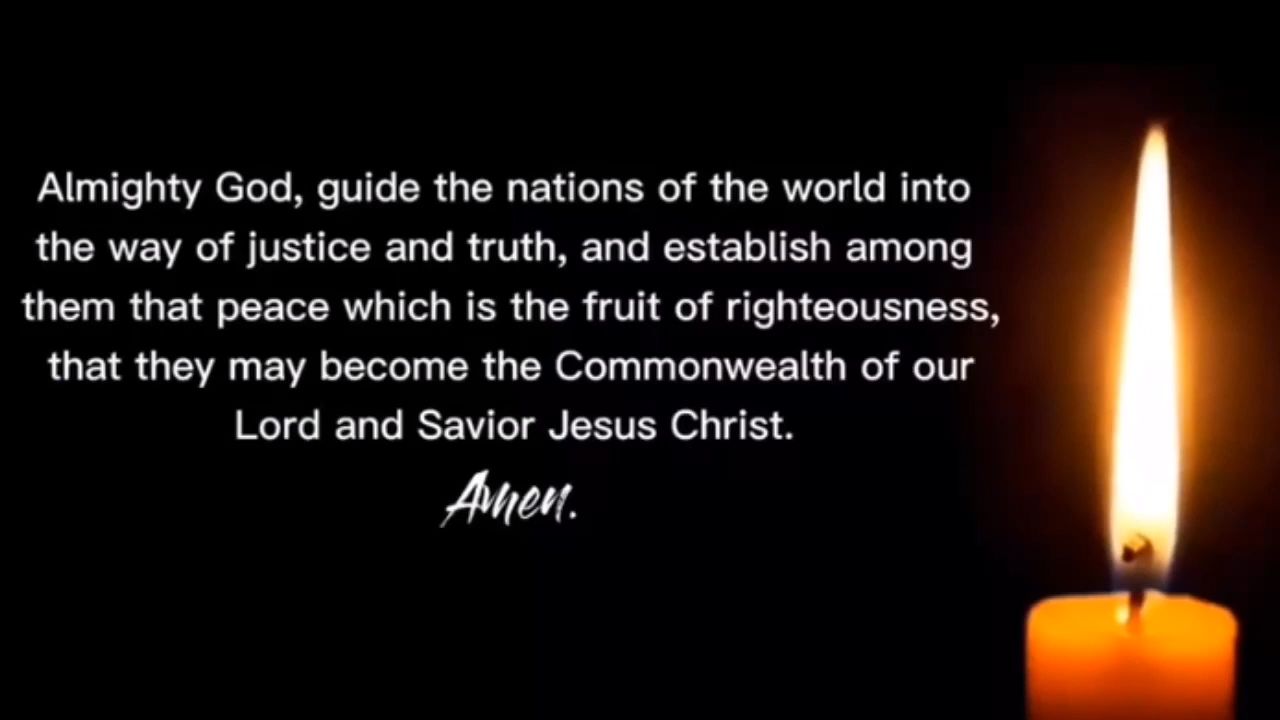 Almighty God, guide the nations of the world into
the way of justice and truth, and establish among
them that peace which is the fruit of righteousness,
that they may become the Commonwealth of our
Lord and Savior Jesus Christ.
Amen.